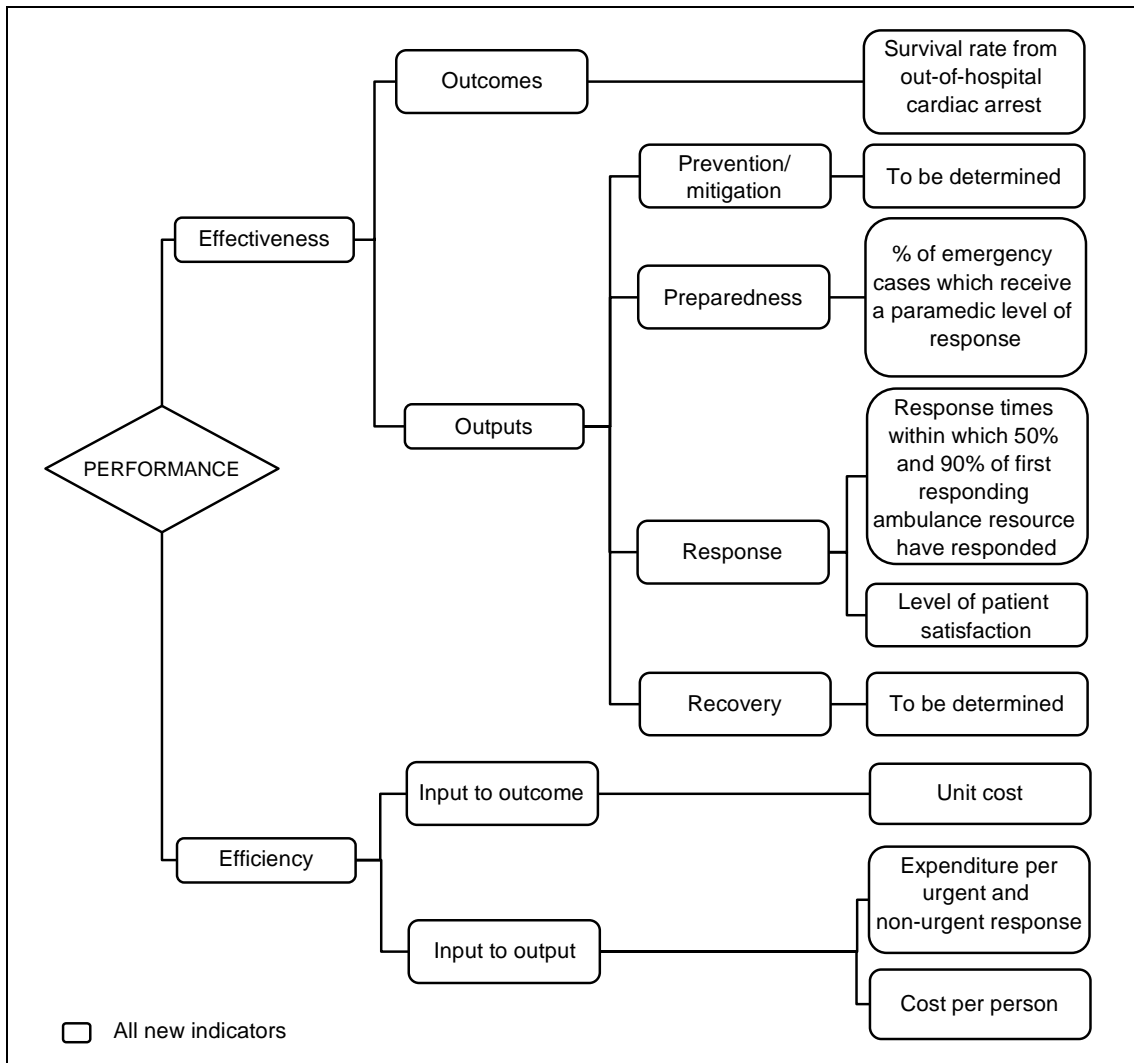 Outcomes
Survival rate from
out-of-hospital
cardiac arrest
Prevention/
mitigation
To be determined
Effectiveness
% of emergency
cases which receive
a paramedic level of
response
Preparedness
Outputs
Response times
within which 50%
and 90% of first
responding
ambulance resource
have responded
PERFORMANCE
Response
Level of patient
satisfaction
Recovery
To be determined
Input to outcome
Unit cost
Efficiency
Expenditure per
urgent and
non-urgent response
Input to output
Cost per person
All new indicators